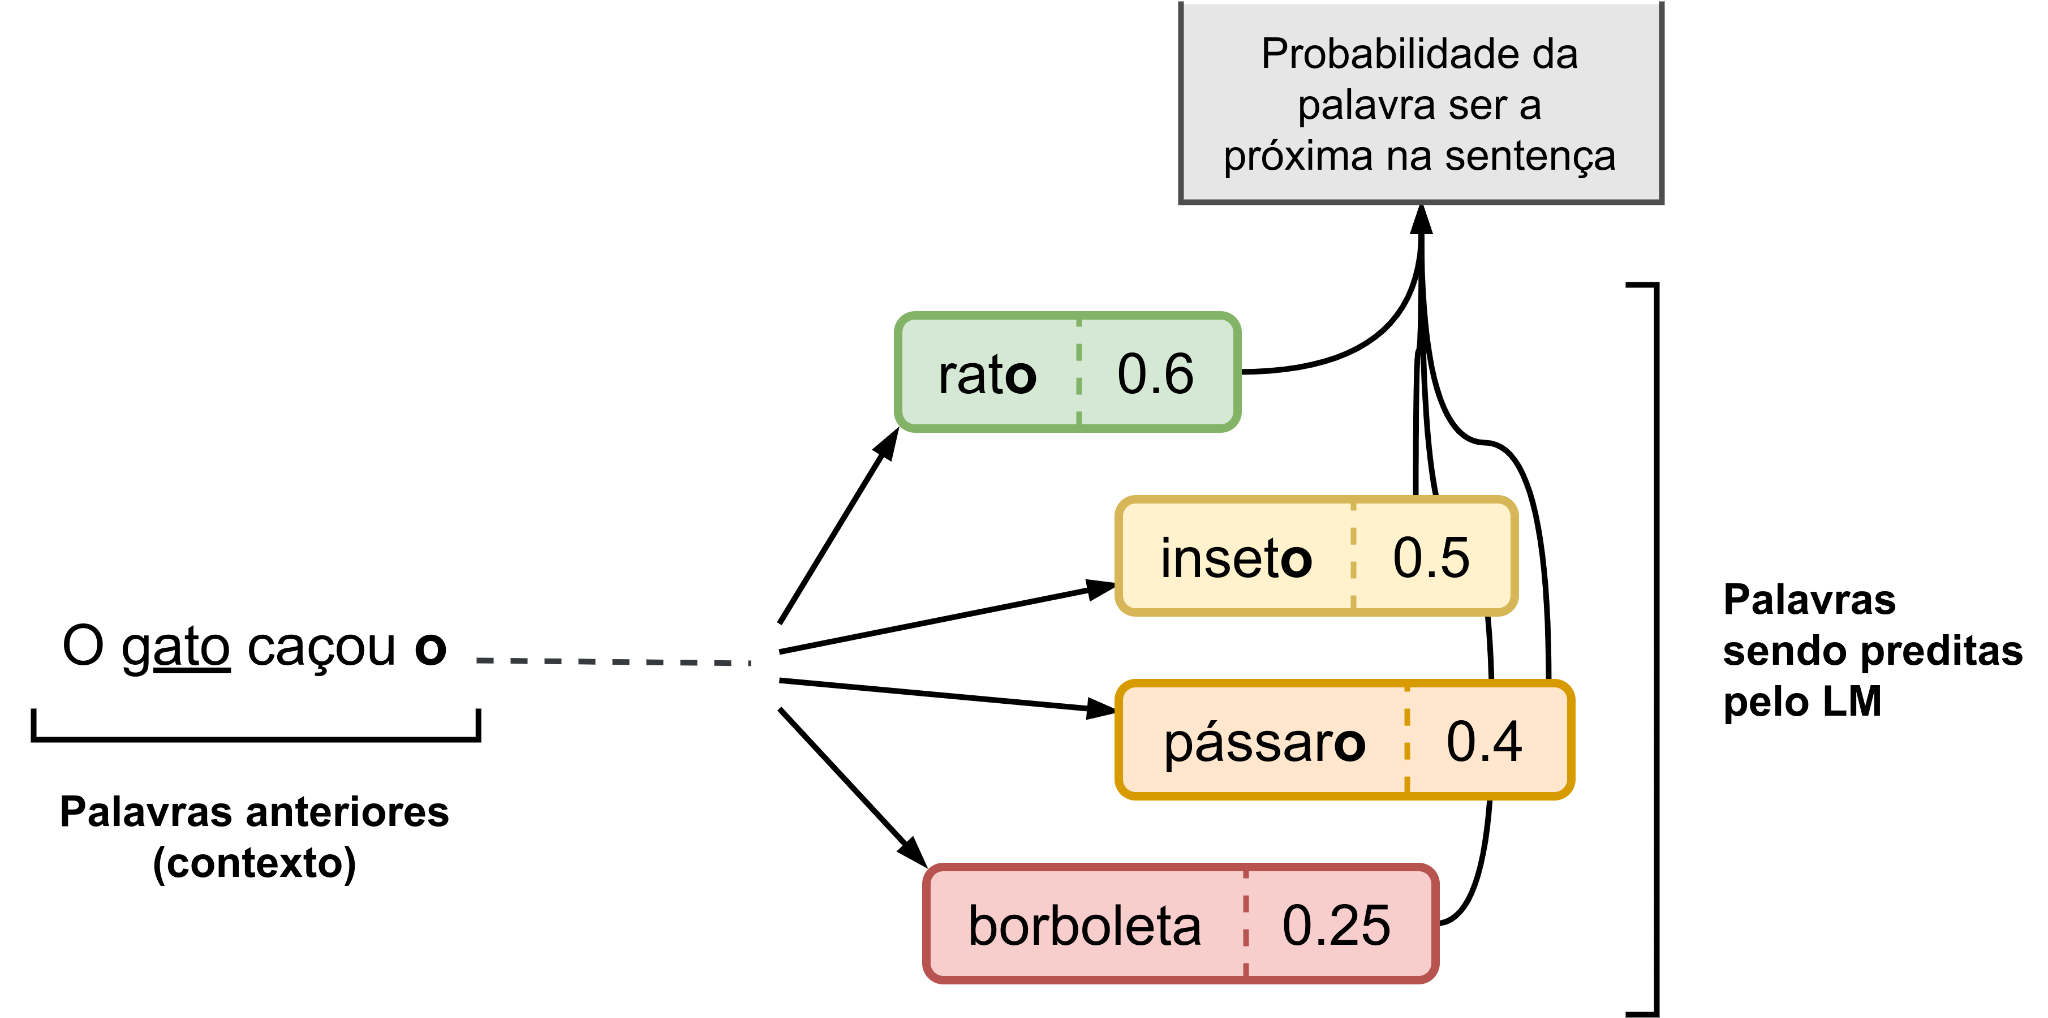 Probabilidade da
palavra ser a
próxima na sentença
rato 0.6
inseto 0.5
O gato caçou o
pássaro 0.4
borboleta 0.25
Palavras anteriores
(contexto)
Palavras
sendo preditas
pelo LM